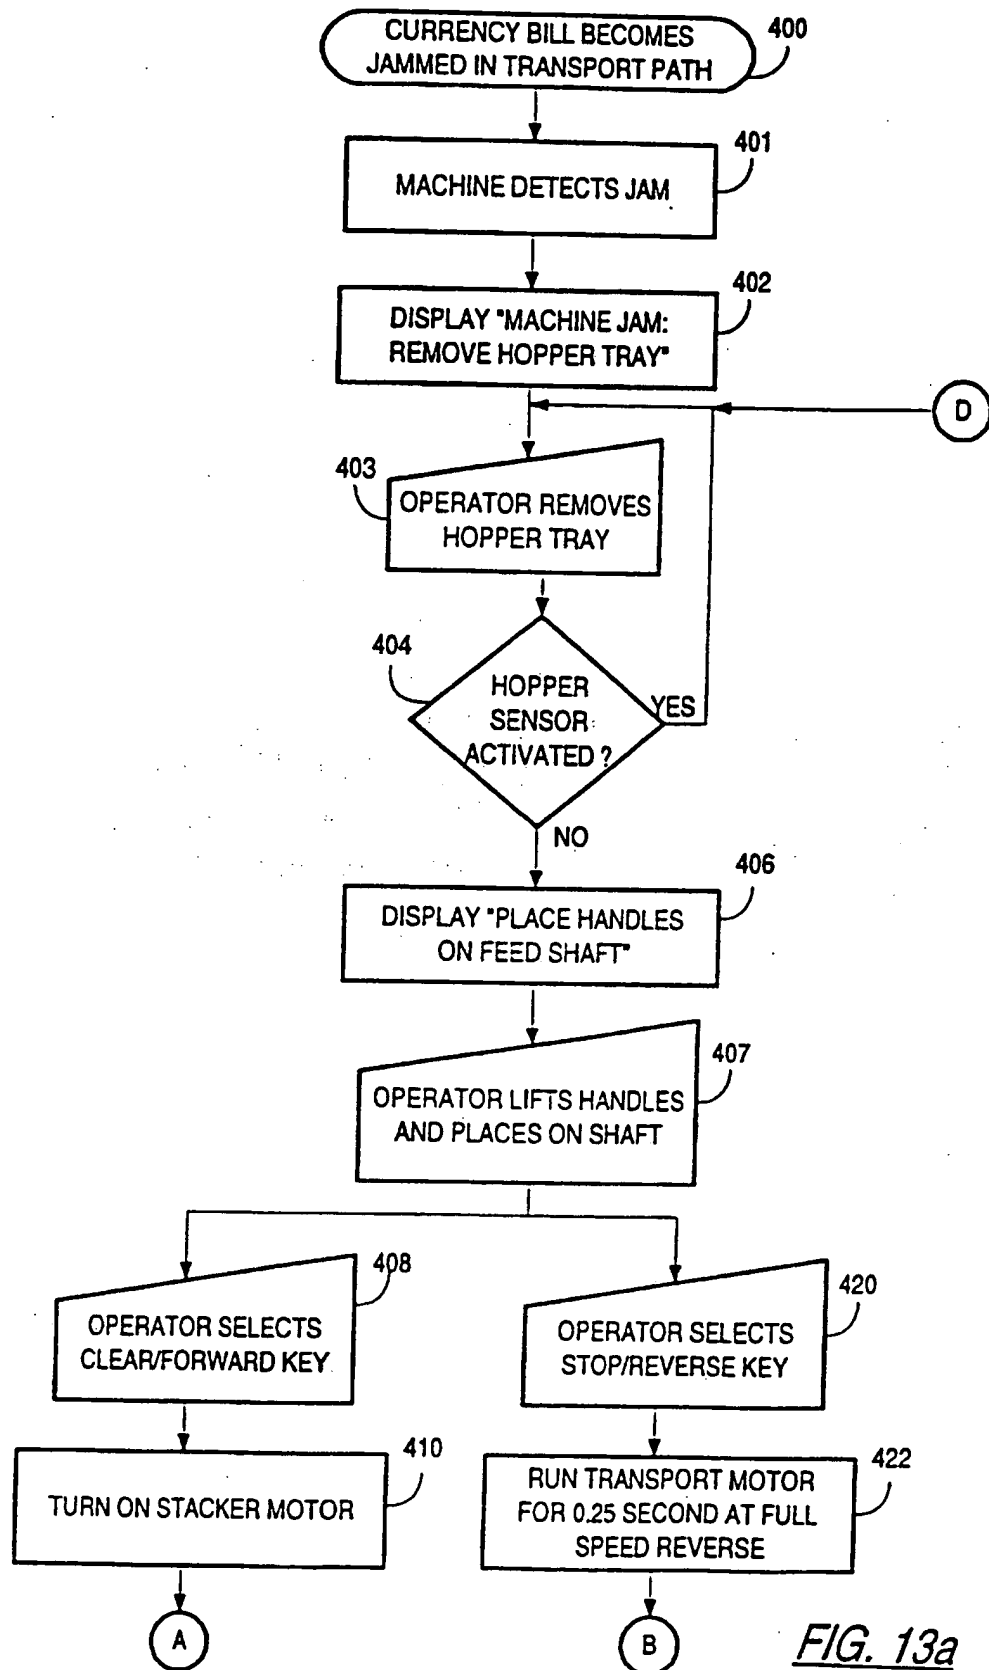 CURRENCY BILL BECOMES
JAMMED IN TRANSPORT PATH
400
401
MACHINE DETECTS JAM
402
DISPLAY "MACHINE JAM:
REMOVE HOPPER TRAY"
D
403
OPERATOR REMOVES
HOPPER TRAY
404
HOPPER
SENSOR
ACTIVATED ?
YES
NO
406
DISPLAY "PLACE HANDLES
ON FEED SHAFT"
407
OPERATOR LIFTS HANDLES
AND PLACES ON SHAFT
408
OPERATOR SELECTS
CLEAR/FORWARD KEY
420
OPERATOR SELECTS
STOP/REVERSE KEY
410
TURN ON STACKER MOTOR
422
RUN TRANSPORT MOTOR
FOR 0.25 SECOND AT FULL
SPEED REVERSE
A
B
FIG. 13a